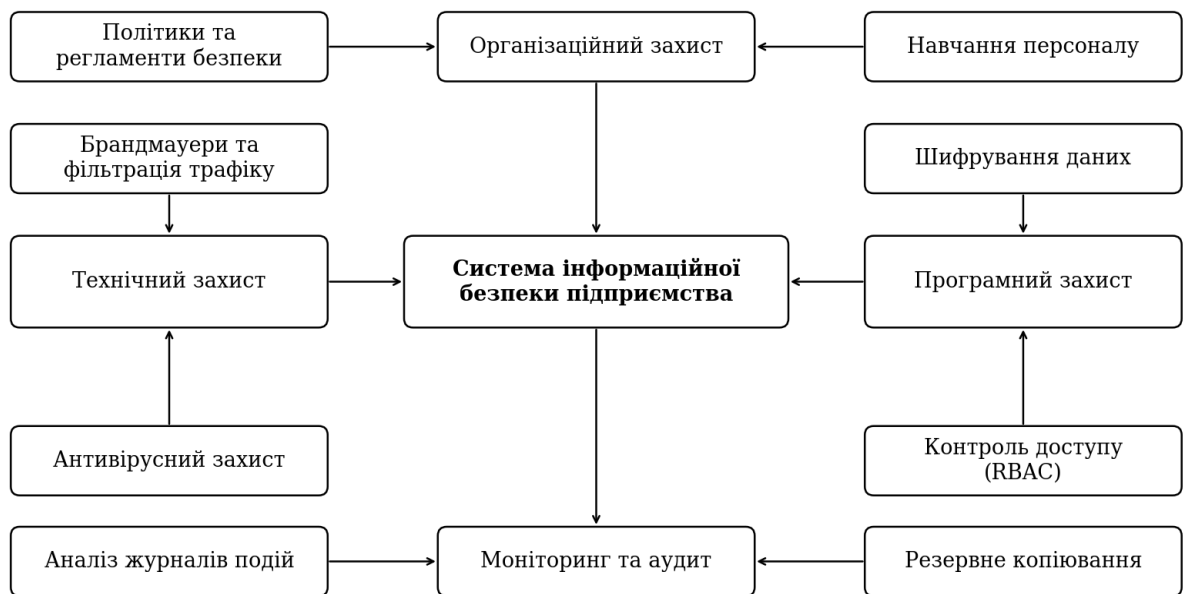 Політики та
регламенти безпеки
Організаційний захист
Навчання персоналу
Брандмауери та
фільтрація трафіку
Шифрування даних
Технічний захист
Система інформаційної
безпеки підприємства
Програмний захист
Антивірусний захист
Контроль доступу
(RBAC)
Аналіз журналів подій
Моніторинг та аудит
Резервне копіювання